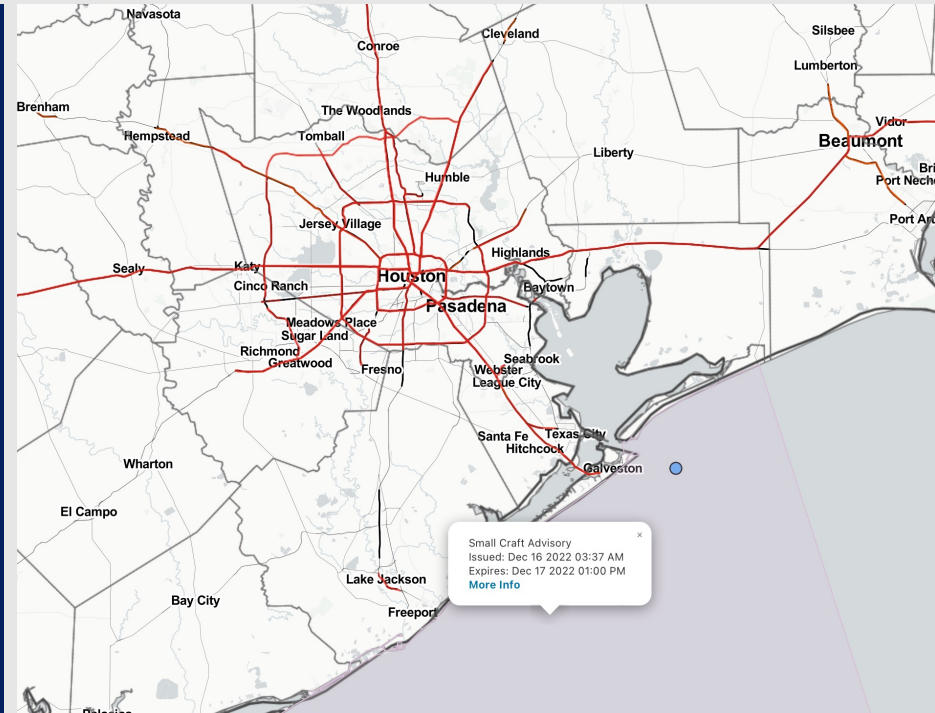 Navasota
Cleveland
Silsbee
Conroe
Lumberton
Brenham
The Woodlands
Vidor
Hempstead
Tomball
Beaumont
Liberty
Humble
Port
Port
Jersey Village
Highlands
Sealy
Katy
Houston
Cinco Ranch
Baytown
Pasadena
Meadows Place
Sugar Land
Richmond
Greatwood
Seabrook
Fresno
Webster
League City
Santa Fe
Texas City
Hitchcock
Wharton
Galveston
El Campo
×
Small Craft Advisory
Issued: Dec 16 2022 03:37 AM
Expires: Dec 17 2022 01:00 PM
More Info
Lake Jackson
Bay City
Freeport